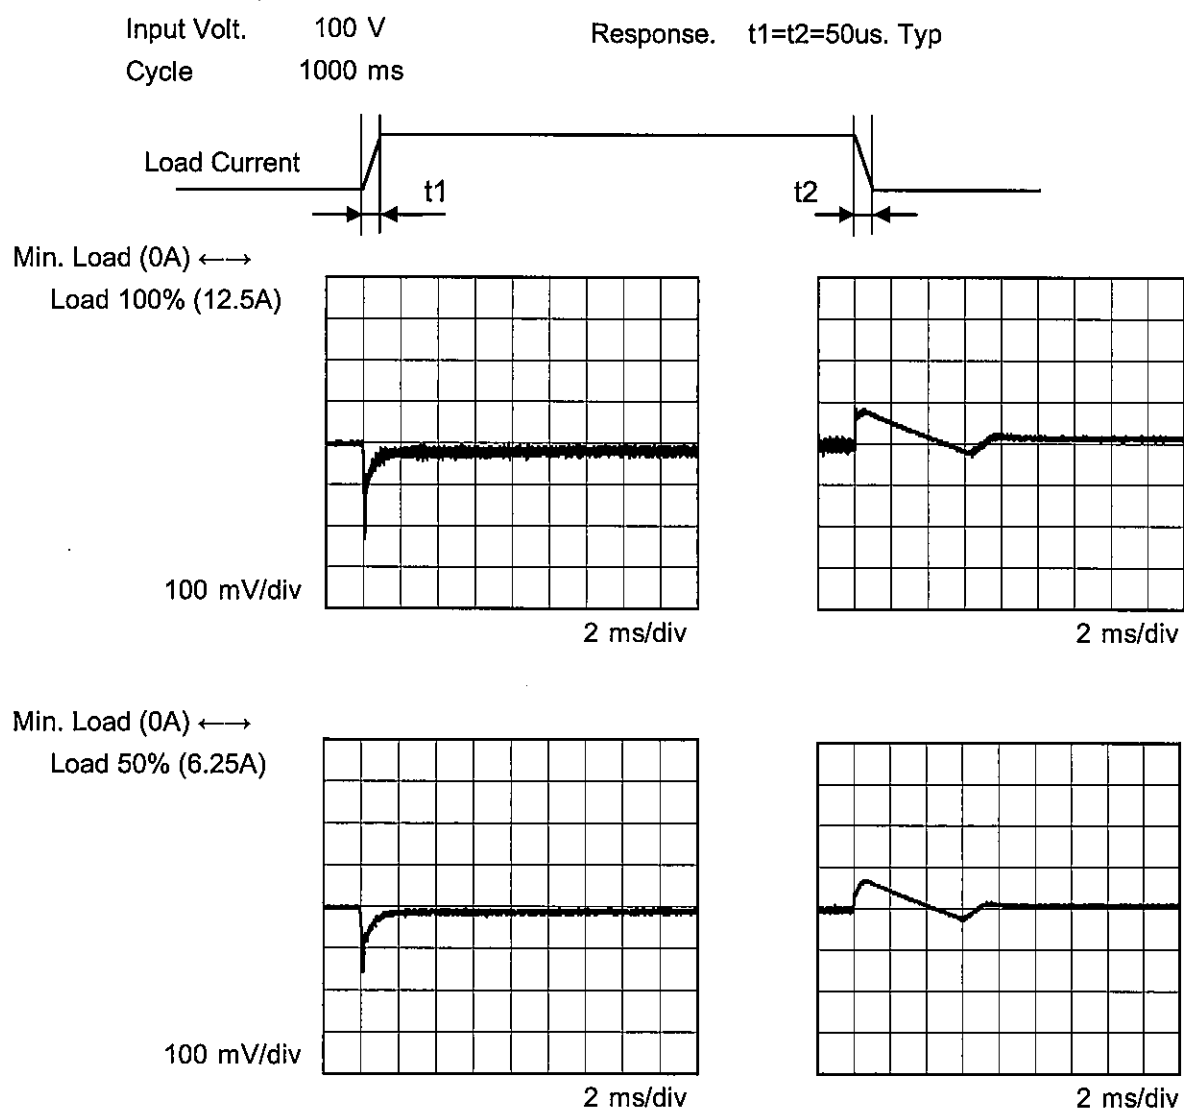 Input Volt. 100 V
Response. t1=t2=50us. Typ
Cycle 1000 ms
Load Current
t1
t2
Min. Load (0A) ←→
Load 100% (12.5A)
100 mV/div
2 ms/div
2 ms/div
Min. Load (0A) ←→
Load 50% (6.25A)
100 mV/div
2 ms/div
2 ms/div